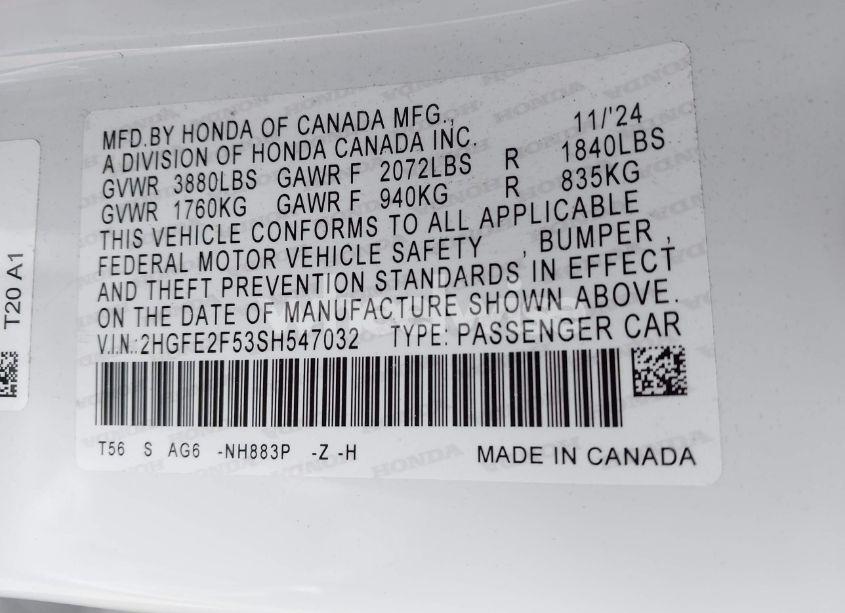 MFD.BY HONDA OF CANADA MFG., 11/'24
A DIVISION OF HONDA CANADA INC.
GVWR 3880LBS GAWR F 2072LBS R 1840LBS
GVWR 1760KG GAWR F 940KG R 835KG
THIS VEHICLE CONFORMS TO ALL APPLICABLE
FEDERAL MOTOR VEHICLE SAFETY , BUMPER ,
AND THEFT PREVENTION STANDARDS IN EFFECT
ON THE DATE OF MANUFACTURE SHOWN ABOVE.
V.I.N.: 2HGFE2F53SH547032 TYPE: PASSENGER CAR
T56 S AG6 -NH883P -Z -H MADE IN CANADA
T20 A1
HONDA